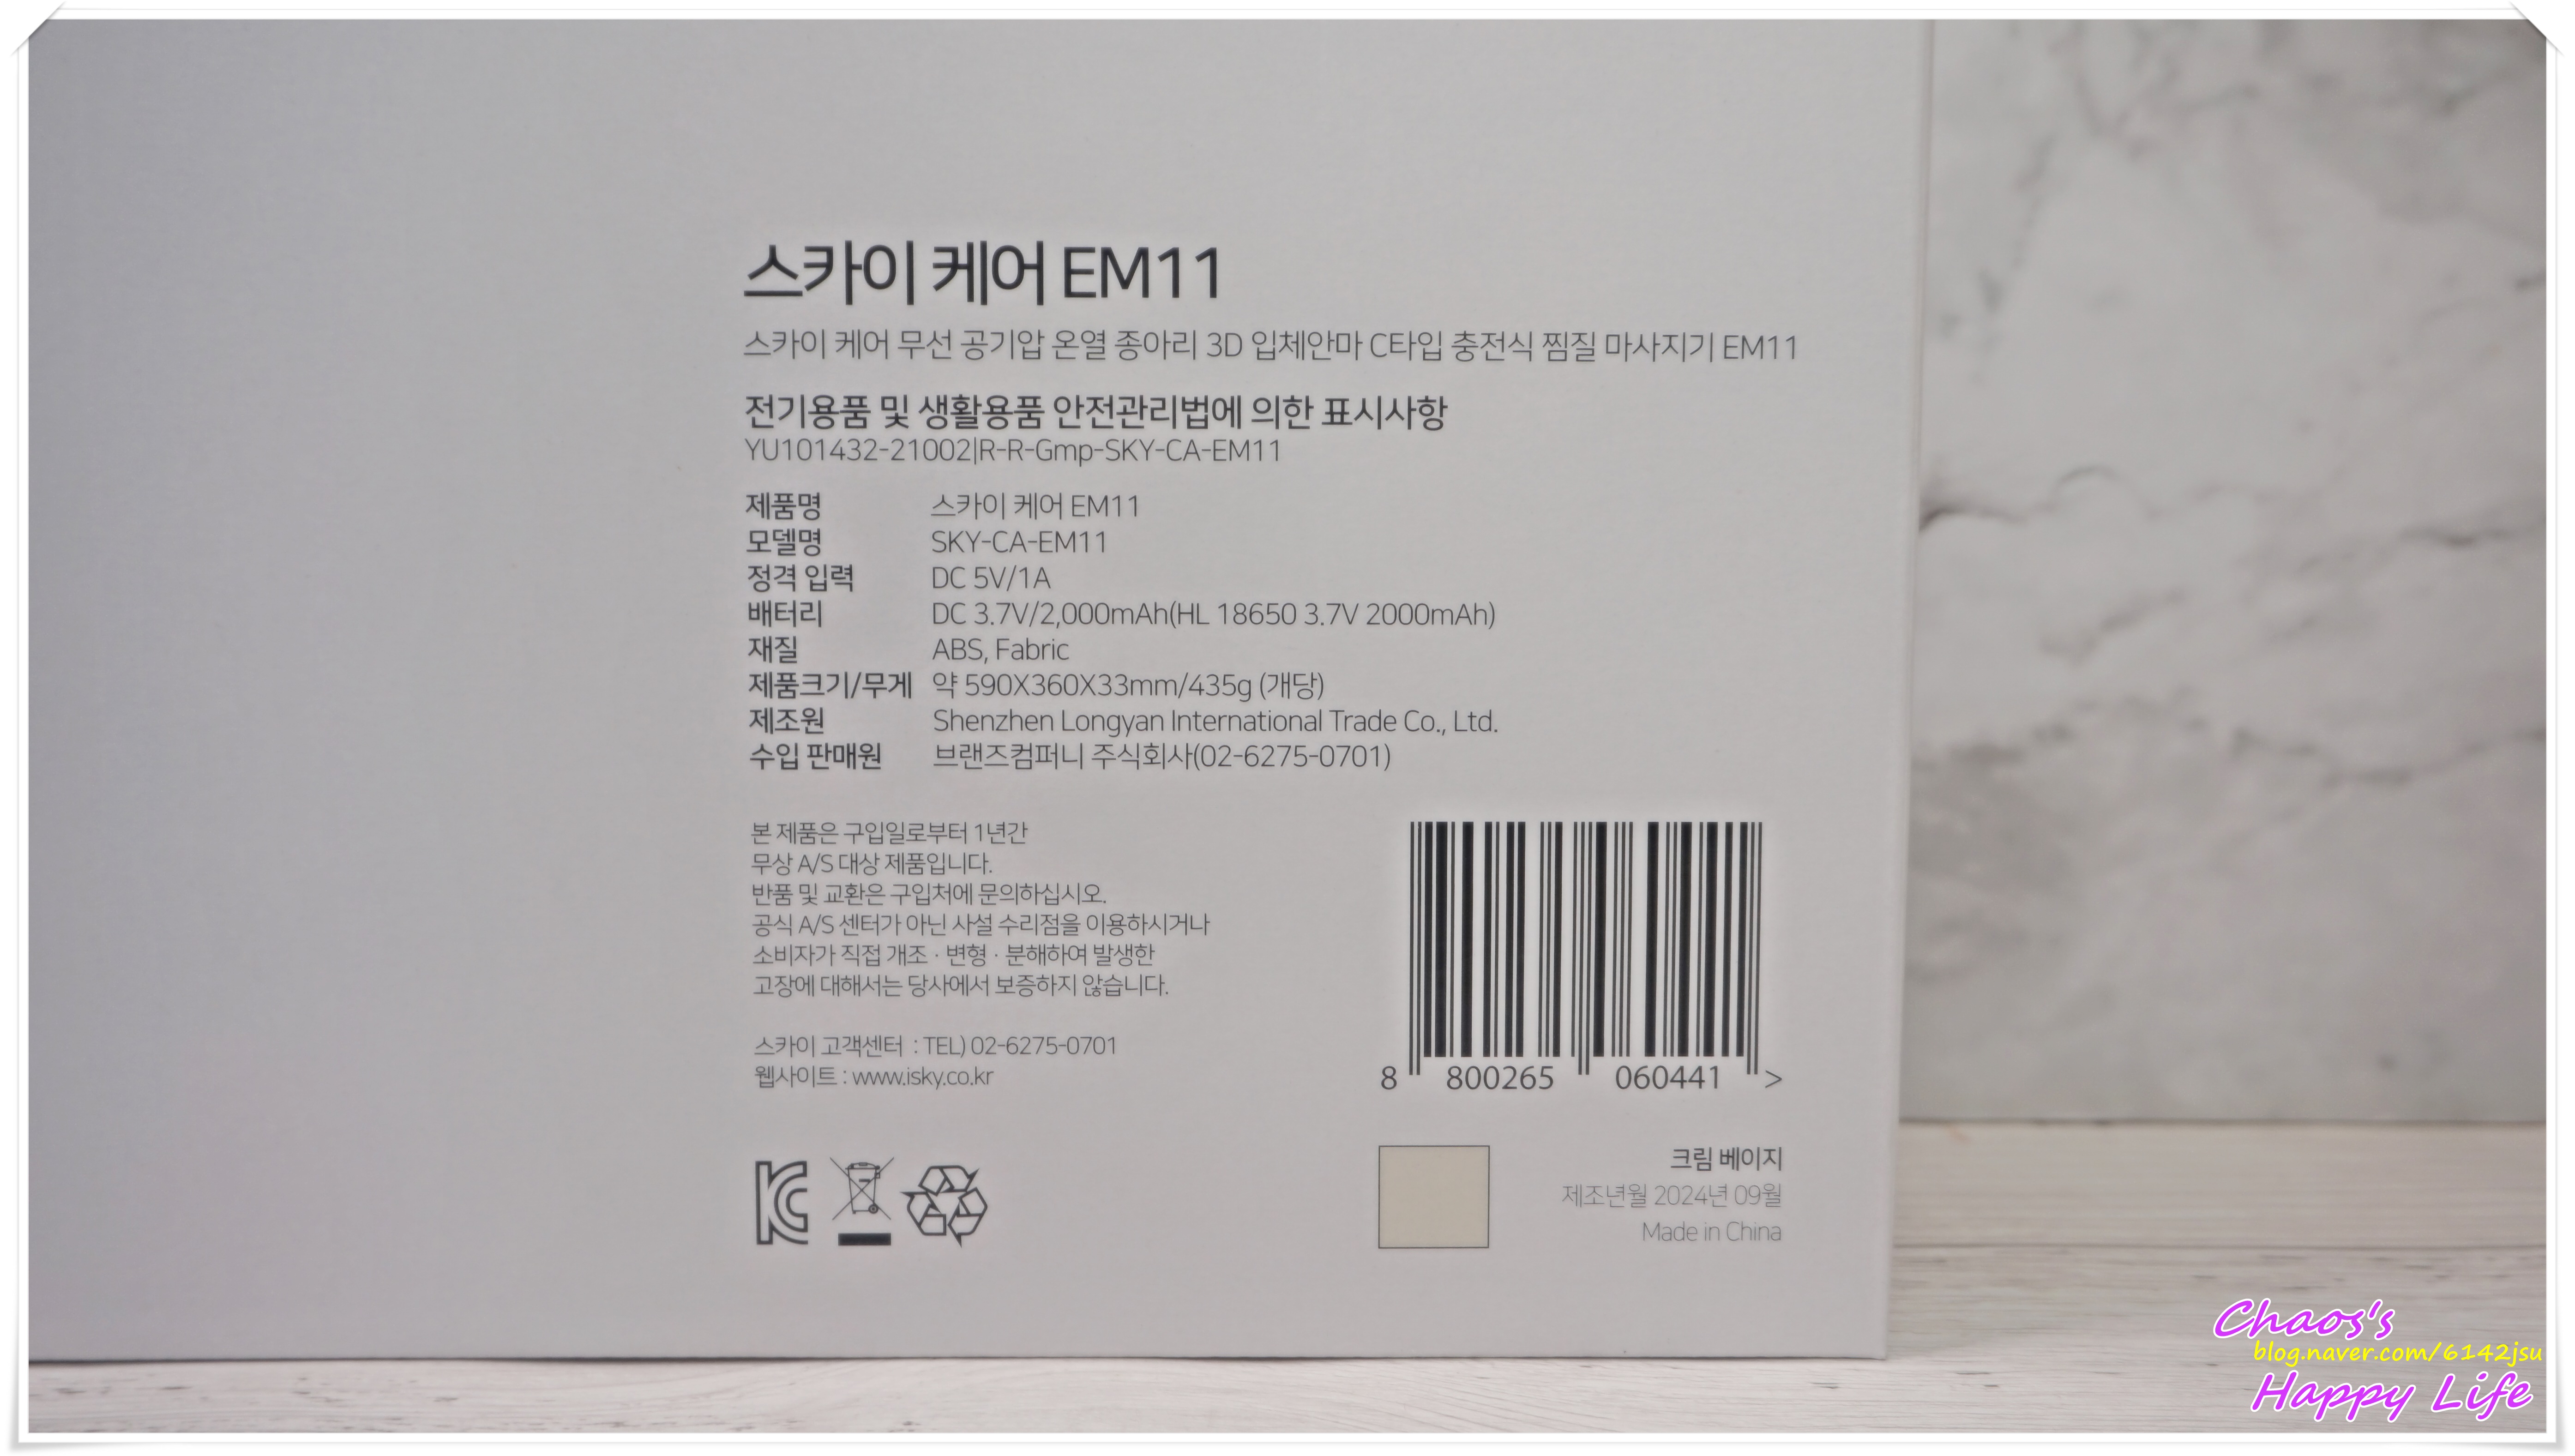 스카이 케어 EM11
스카이 케어 무선 공기압 온열 종아리 3D 입체안마 C타입 충전식 찜질 마사지기 EM11
전기용품 및 생활용품 안전관리법에 의한 표시사항
YU101432-21002|R-R-Gmp-SKY-CA-EM11
제품명 스카이 케어 EM11
모델명 SKY-CA-EM11
정격 입력 DC 5V/1A
배터리 DC 3.7V/2,000mAh(HL 18650 3.7V 2000mAh)
재질 ABS, Fabric
제품크기/무게 약 590X360X33mm/435g (개당)
제조원 Shenzhen Longyan International Trade Co., Ltd.
수입 판매원 브랜즈컴퍼니 주식회사(02-6275-0701)
본 제품은 구입일로부터 1년간
무상 A/S 대상 제품입니다.
반품 및 교환은 구입처에 문의하십시오.
공식 A/S 센터가 아닌 사설 수리점을 이용하시거나
소비자가 직접 개조 · 변형 · 분해하여 발생한
고장에 대해서는 당사에서 보증하지 않습니다.
스카이 고객센터 : TEL) 02-6275-0701
웹사이트 : www.isky.co.kr
8 800265 060441 >
크림 베이지
제조년월 2024년 09월
Made in China
Chaos's
blog.naver.com/6142jsu
Happy Life